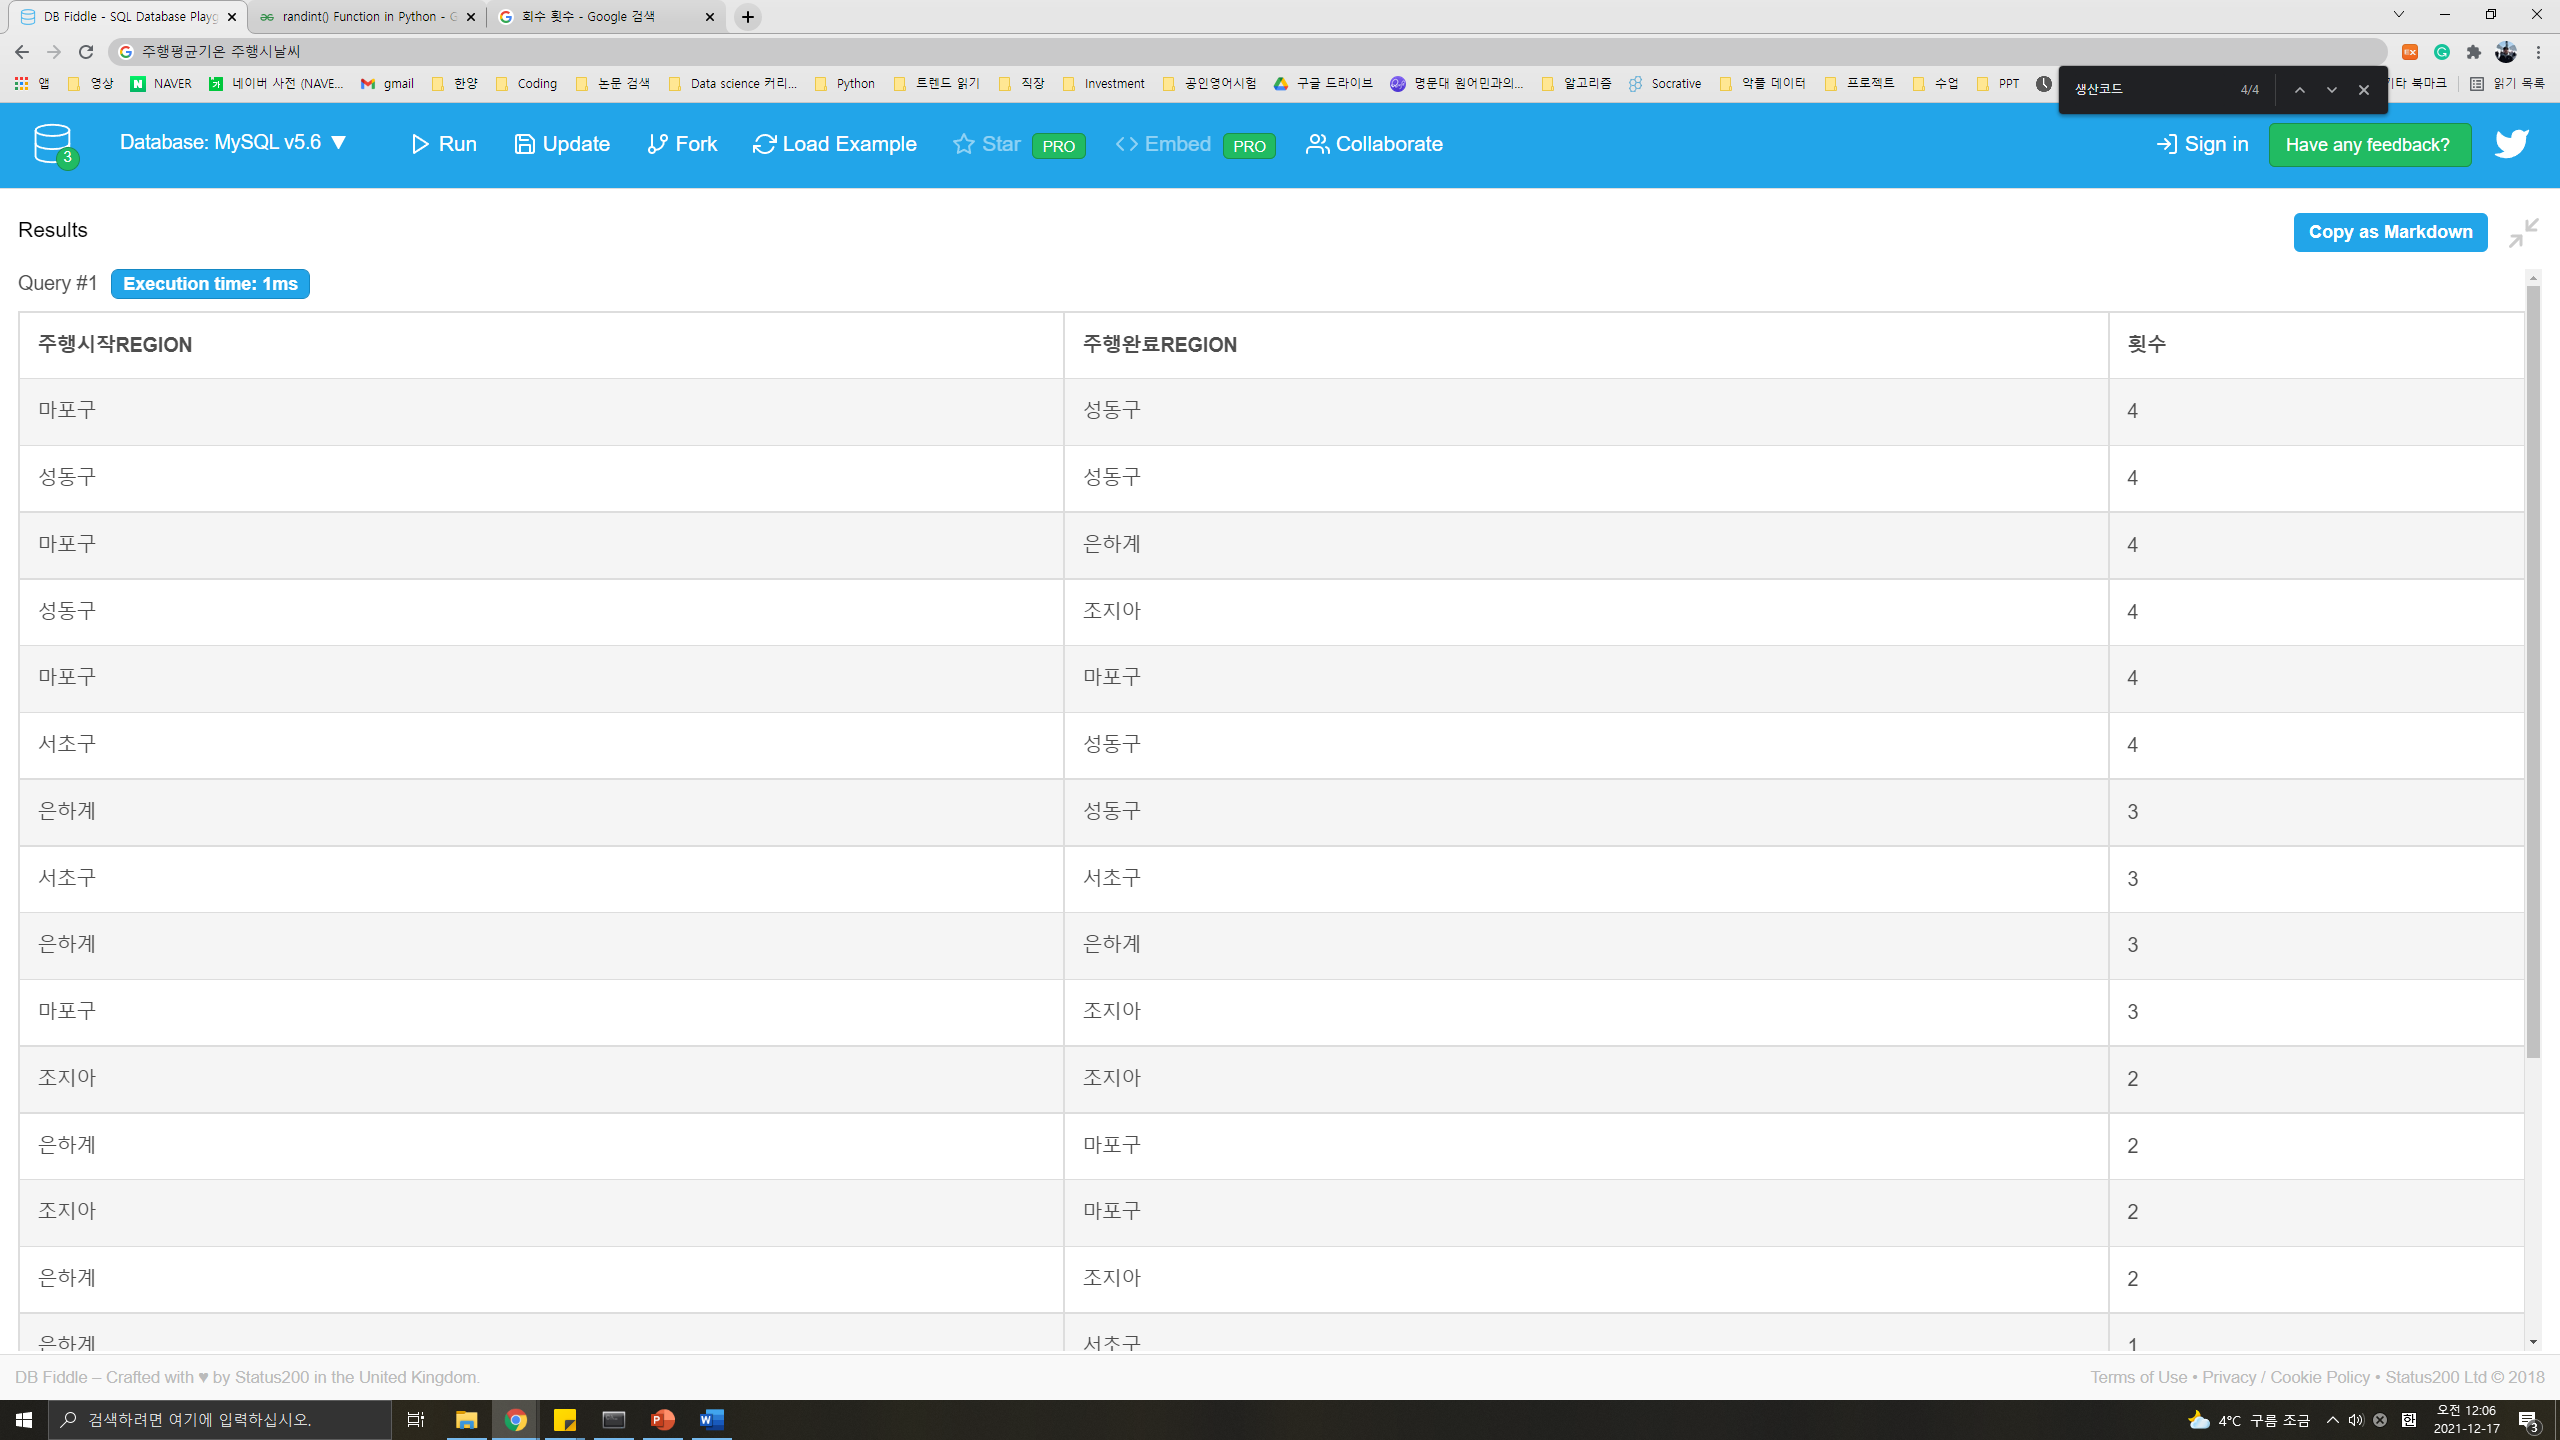 DB Fiddle - SQL Database Playg
randint() Function in Python - G
회수 횟수 - Google 검색
주행평균기온 주행시날씨
앱 영상 NAVER 네이버 사전 (NAVE... gmail 한양 Coding 논문 검색 Data science 커리... Python 트렌드 읽기 직장 Investment 공인영어시험 구글 드라이브 명문대 원어민과의... 알고리즘 Socrative 악플 데이터 프로젝트 수업 PPT 기타 북마크 읽기 목록
생산코드 4/4
3
Database: MySQL v5.6 ▼ Run Update Fork Load Example Star PRO Embed PRO Collaborate Sign in Have any feedback?
Results
Copy as Markdown
Query #1 Execution time: 1ms
주행시작REGION 주행완료REGION 횟수
마포구 성동구 4
성동구 성동구 4
마포구 은하계 4
성동구 조지아 4
마포구 마포구 4
서초구 성동구 4
은하계 성동구 3
서초구 서초구 3
은하계 은하계 3
마포구 조지아 3
조지아 조지아 2
은하계 마포구 2
조지아 마포구 2
은하계 조지아 2
은하계 서초구 1
DB Fiddle – Crafted with ♥ by Status200 in the United Kingdom.
Terms of Use • Privacy / Cookie Policy • Status200 Ltd © 2018
검색하려면 여기에 입력하십시오.
4°C 구름 조금
오전 12:06
2021-12-17
3